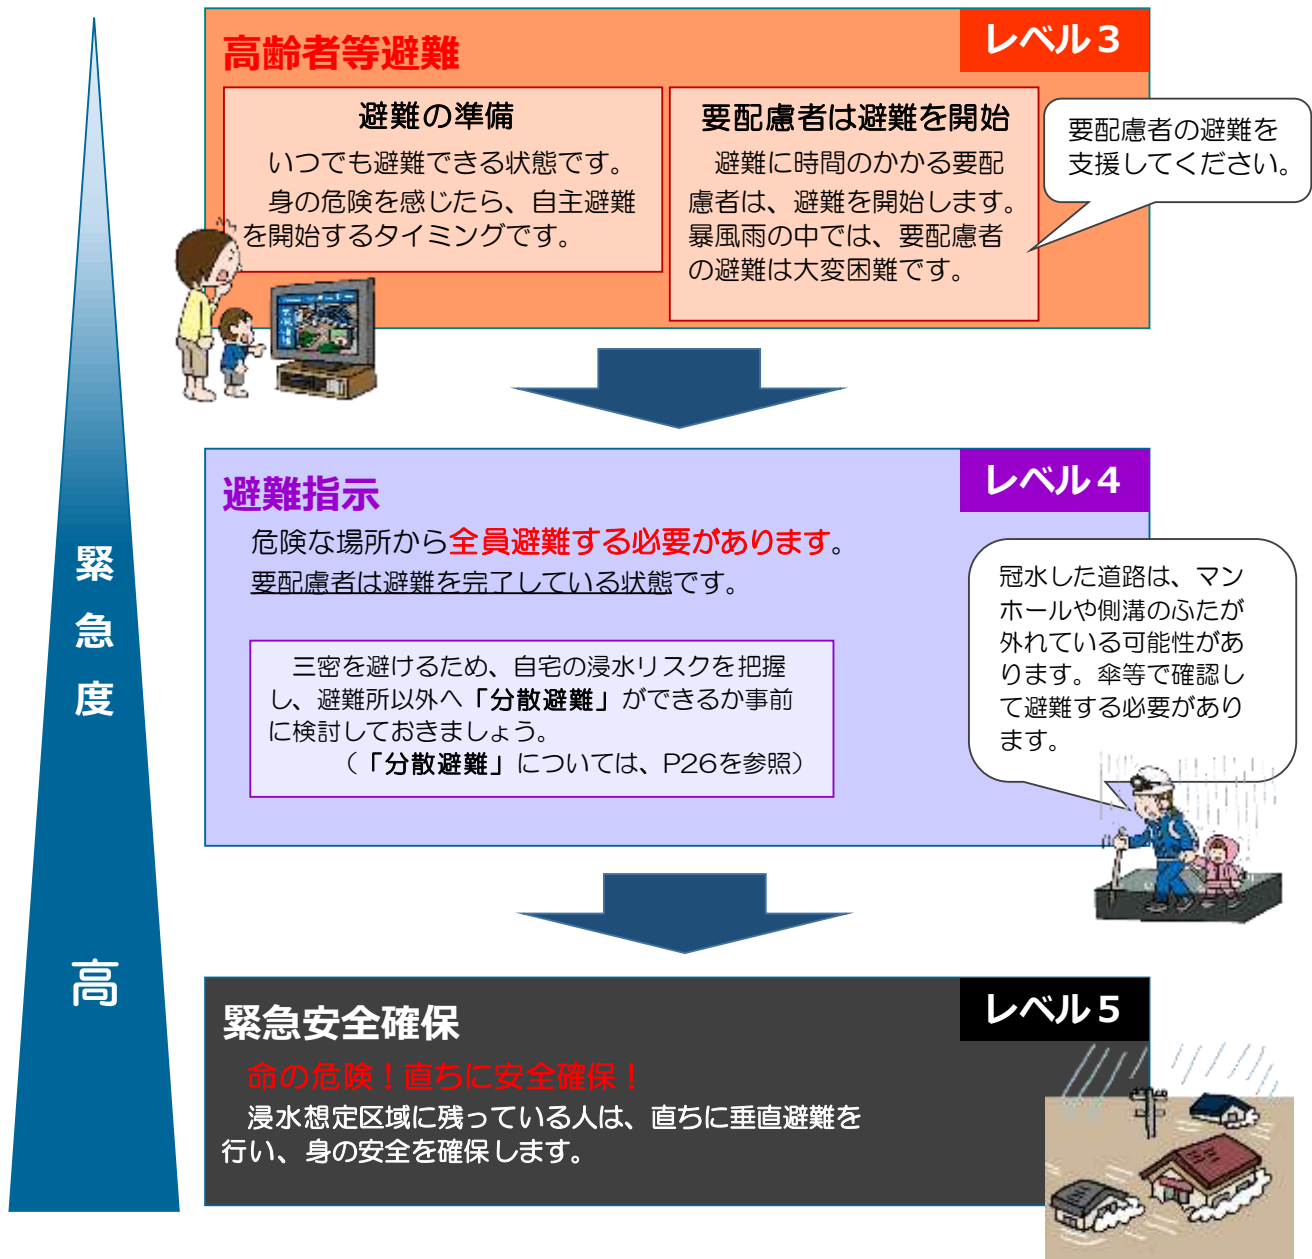 高齢者等避難
レベル３
避難の準備
いつでも避難できる状態です。
身の危険を感じたら、自主避難
を開始するタイミングです。
要配慮者は避難を開始
避難に時間のかかる要配
慮者は、避難を開始します。
暴風雨の中では、要配慮者
の避難は大変困難です。
要配慮者の避難を
支援してください。
避難指示
レベル４
危険な場所から全員避難する必要があります。
要配慮者は避難を完了している状態です。
三密を避けるため、自宅の浸水リスクを把握
し、避難所以外へ「分散避難」ができるか事前
に検討しておきましょう。
（「分散避難」については、P26を参照）
冠水した道路は、マン
ホールや側溝のふたが
外れている可能性があ
ります。傘等で確認し
て避難する必要があり
ます。
緊急安全確保
レベル５
命の危険！直ちに安全確保！
浸水想定区域に残っている人は、直ちに垂直避難を
行い、身の安全を確保します。
緊急度
高